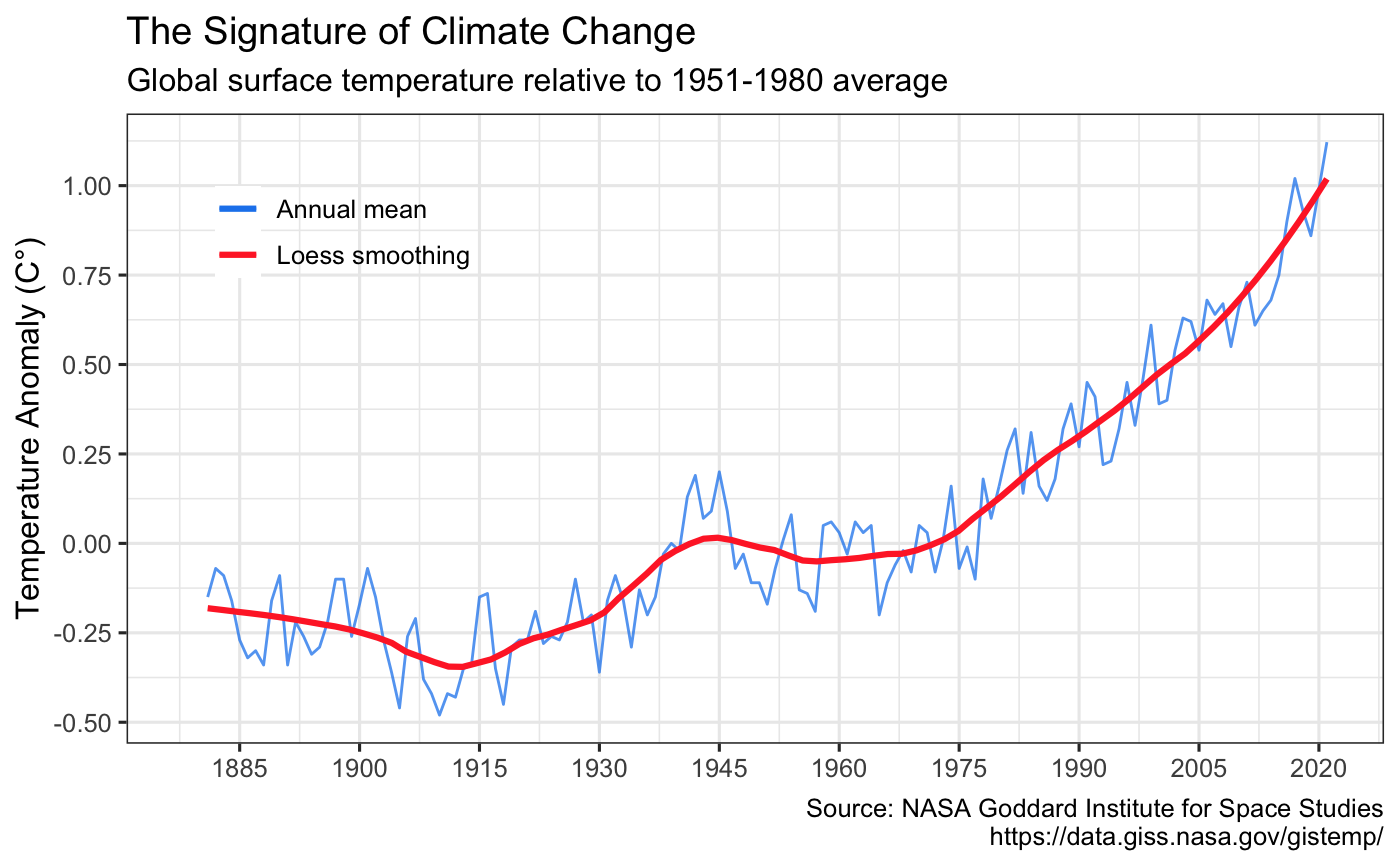 The Signature of Climate Change
Global surface temperature relative to 1951-1980 average
Temperature Anomaly (C°)
1.00
0.75
0.50
0.25
0.00
-0.25
-0.50
Annual mean
Loess smoothing
1885 1900 1915 1930 1945 1960 1975 1990 2005 2020
Source: NASA Goddard Institute for Space Studies
https://data.giss.nasa.gov/gistemp/